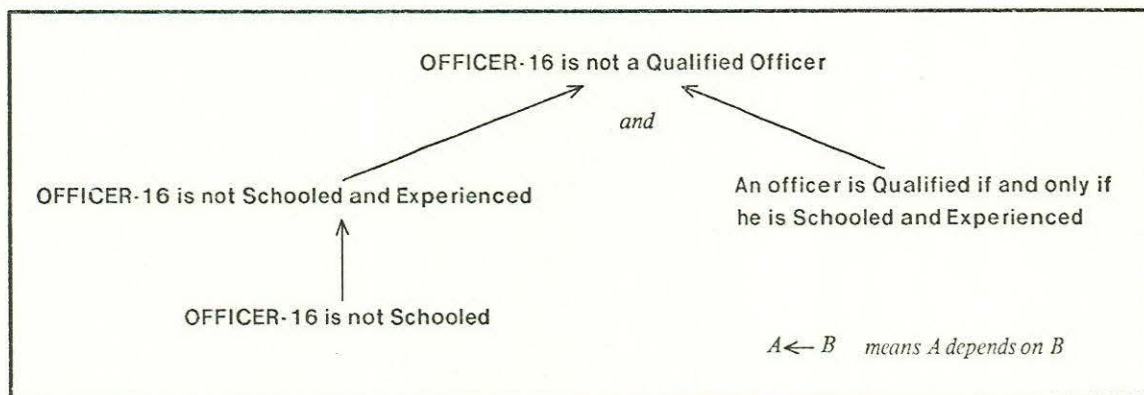 OFFICER-16 is not a Qualified Officer
and
OFFICER-16 is not Schooled and Experienced
An officer is Qualified if and only if
he is Schooled and Experienced
OFFICER-16 is not Schooled
A ← B means A depends on B